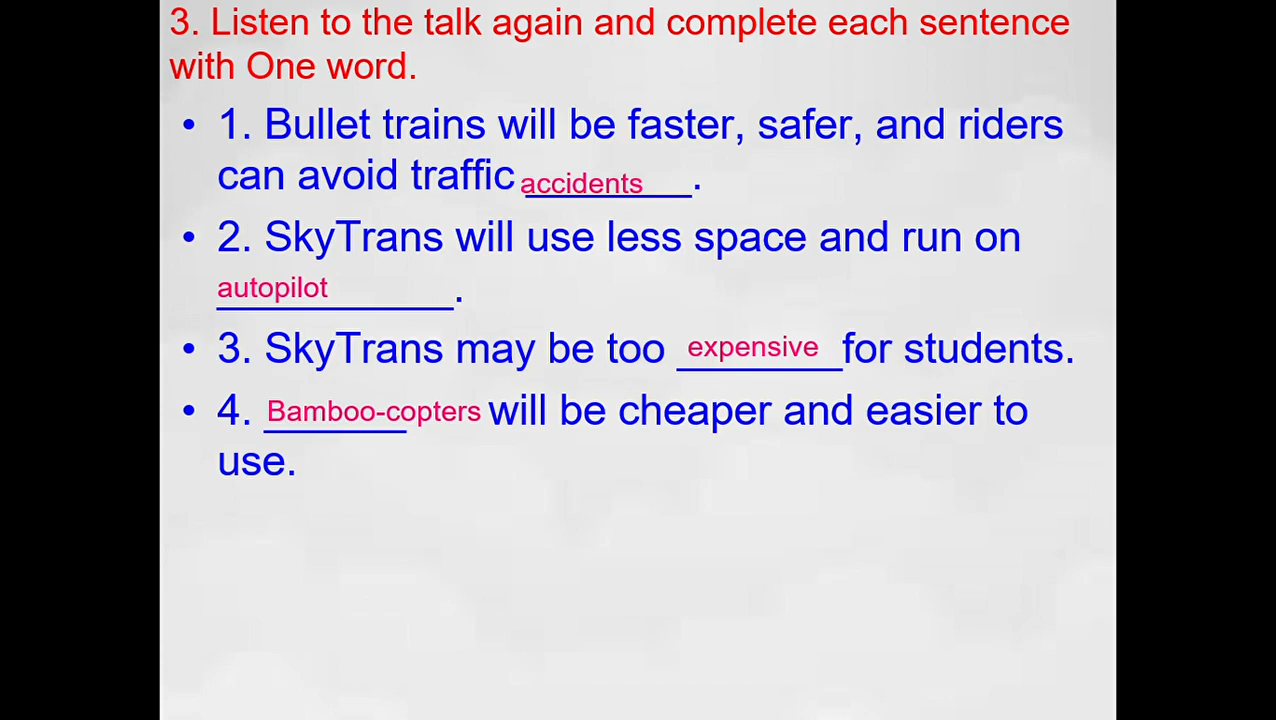 3. Listen to the talk again and complete each sentence
with One word.
• 1. Bullet trains will be faster, safer, and riders
can avoid traffic accidents.
• 2. SkyTrans will use less space and run on
autopilot.
• 3. SkyTrans may be too expensive for students.
• 4. Bamboo-copters will be cheaper and easier to
use.